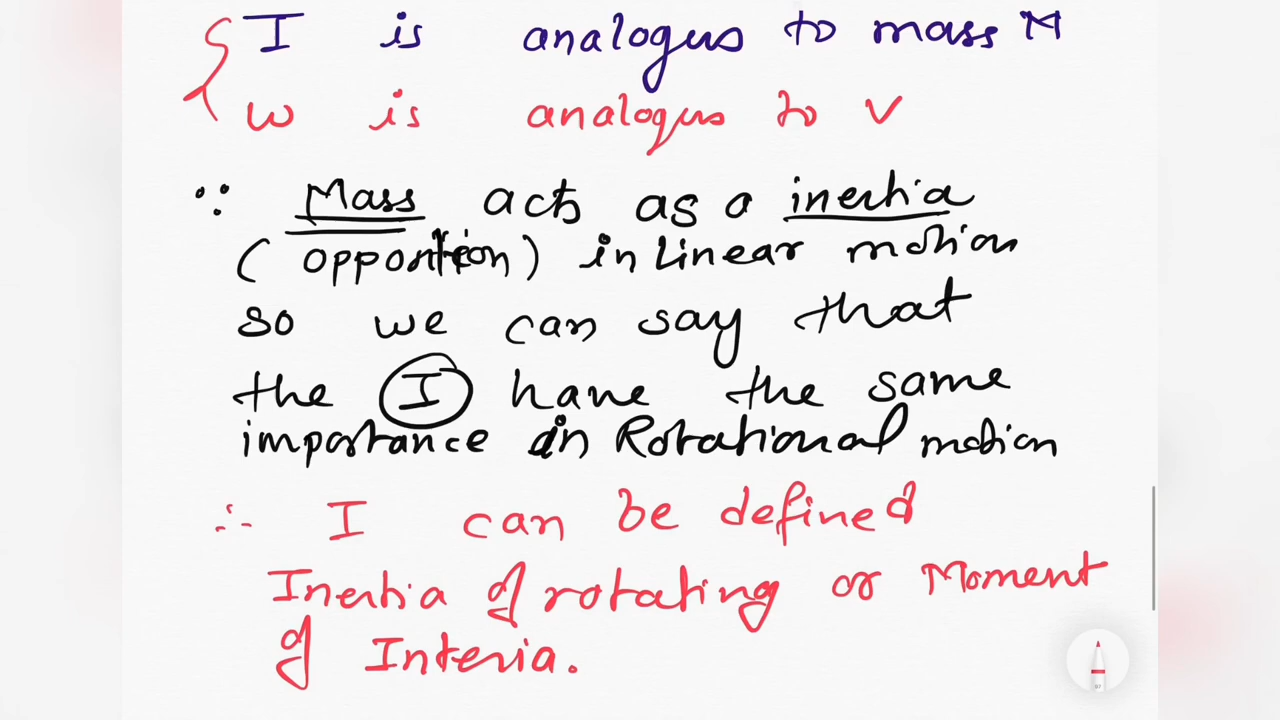 I is analogus to mass M
w is analogus to v
∵ Mass acts as a inertia
( opposition ) in Linear motion
so we can say that
the I have the same
importance in Rotational motion
∴ I can be defined
Inertia of rotating or Moment
of Interia.